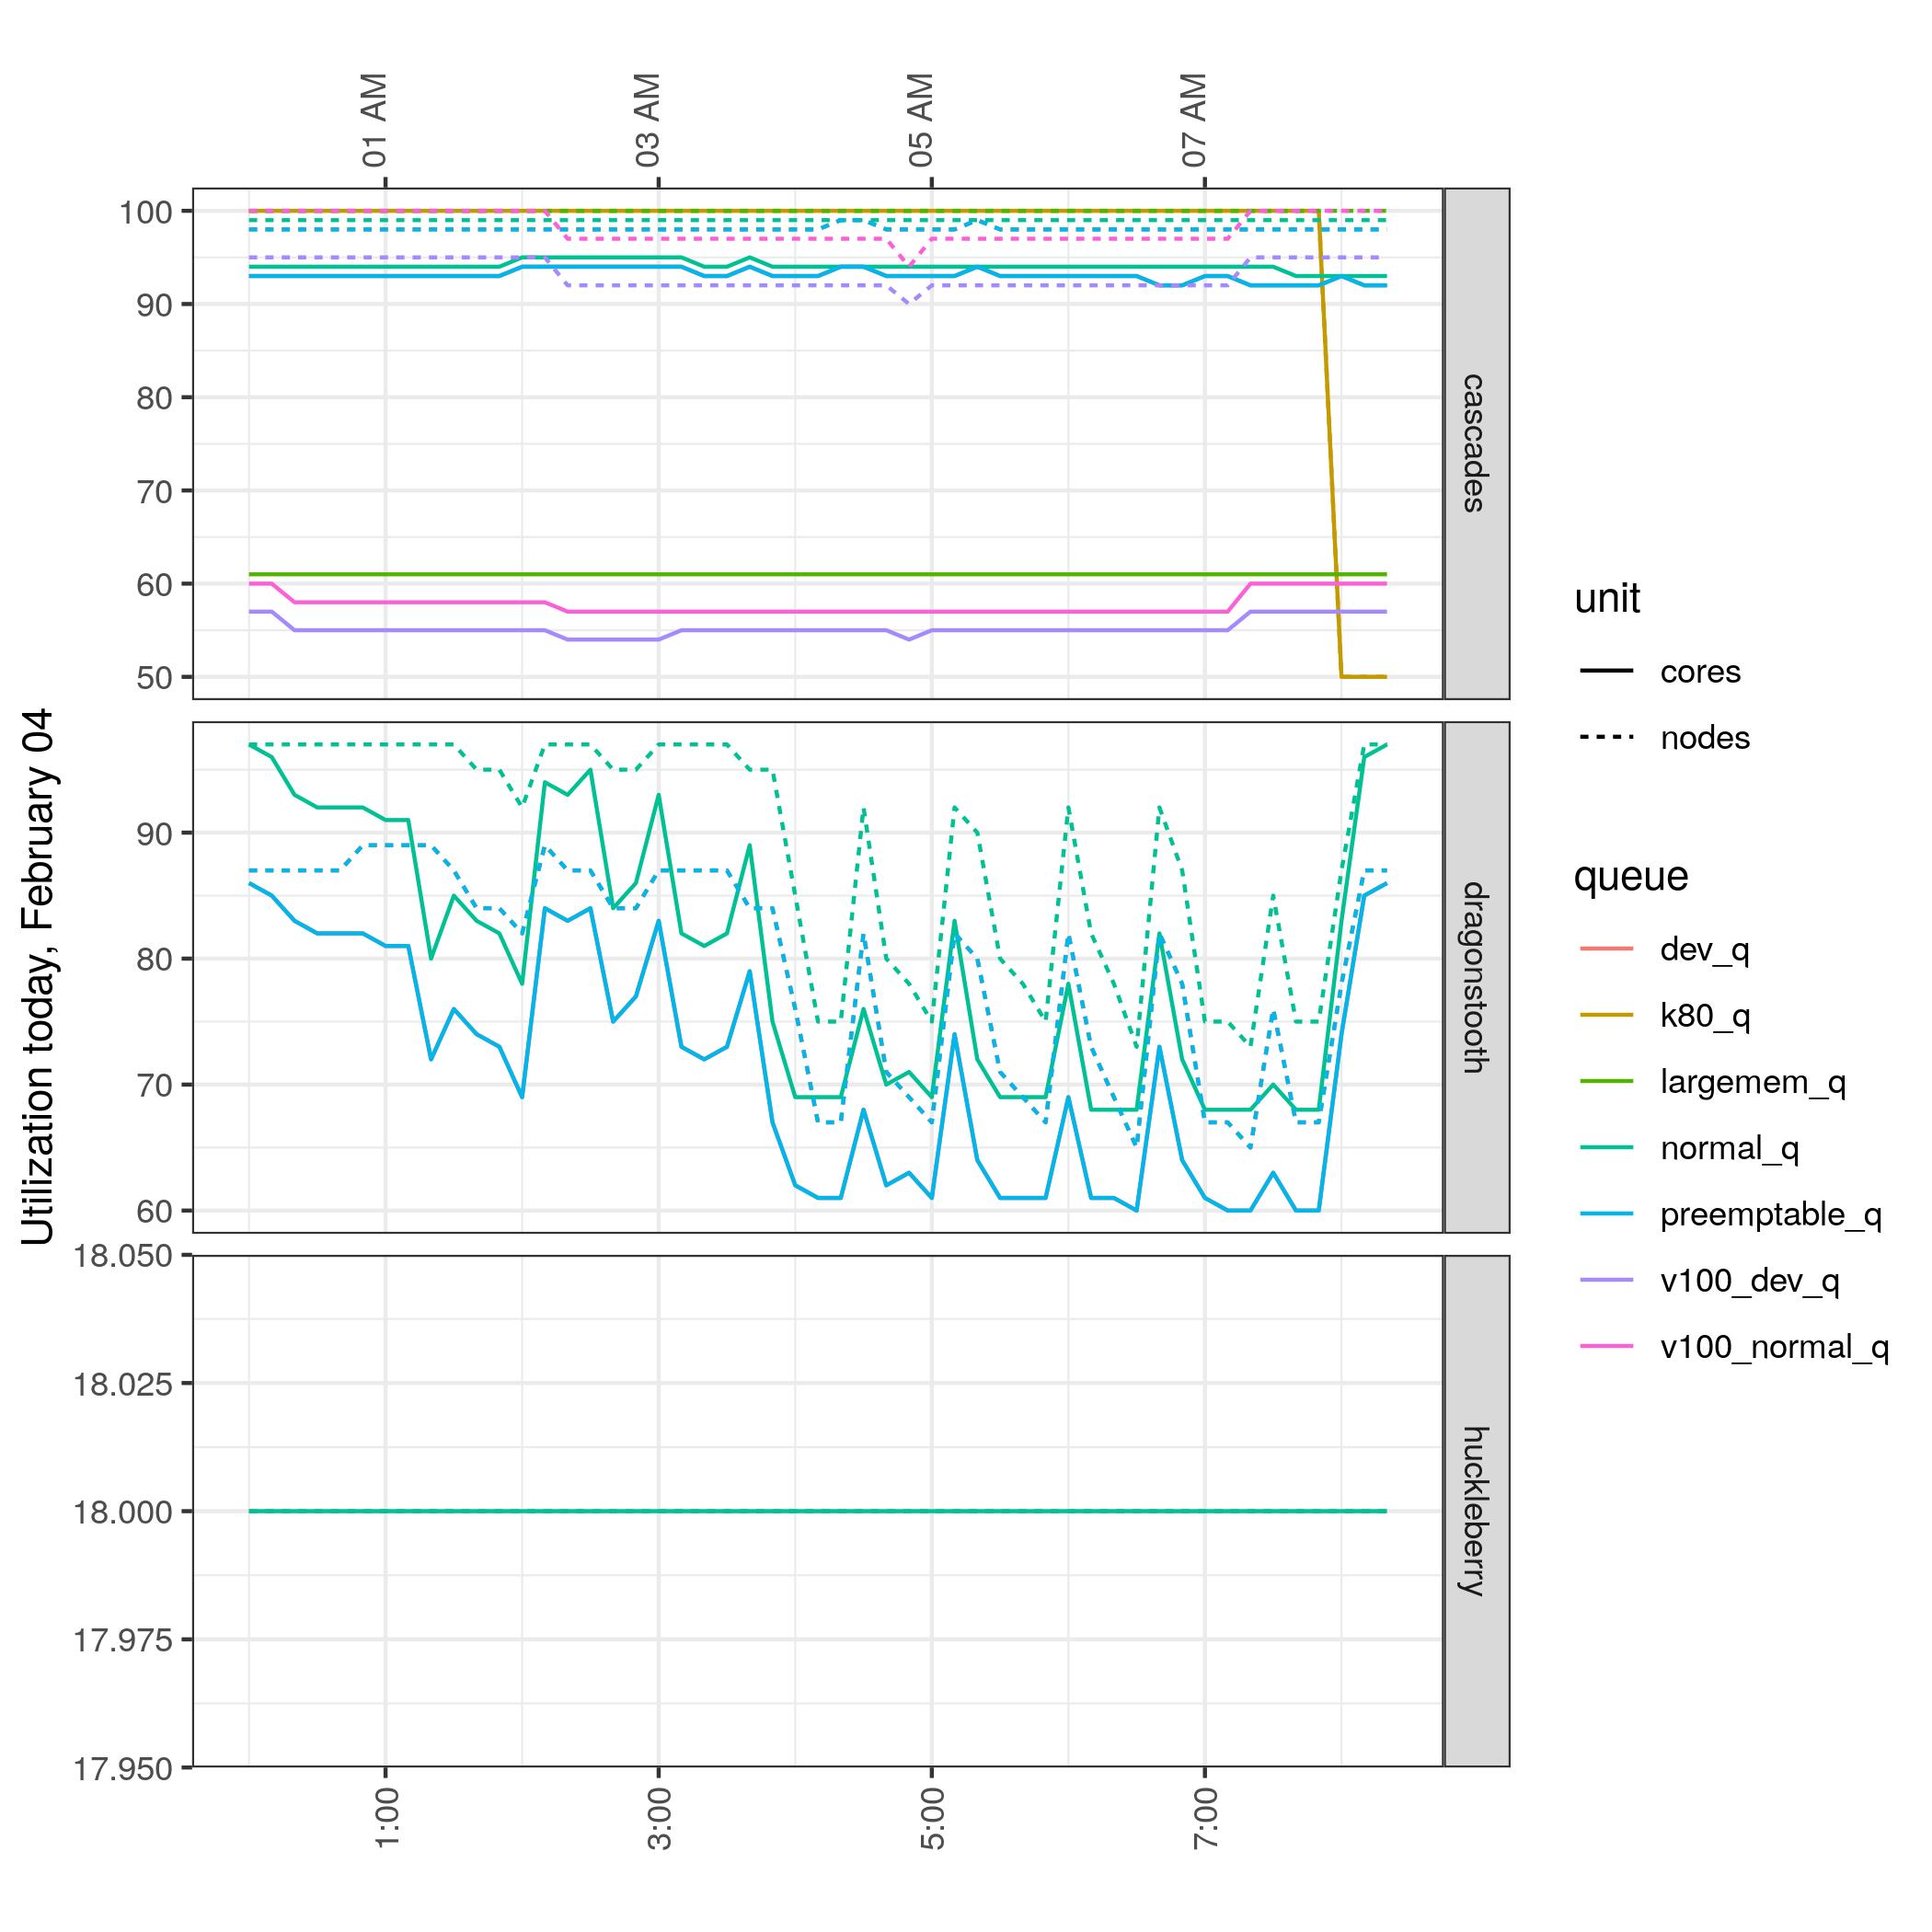 01 AM
03 AM
05 AM
07 AM
100
90
80
70
60
50
cascades
90
80
70
60
dragonstooth
18.050
18.025
18.000
17.975
17.950
huckleberry
1:00
3:00
5:00
7:00
Utilization today, February 04
unit
cores
nodes
queue
dev_q
k80_q
largemem_q
normal_q
preemptable_q
v100_dev_q
v100_normal_q